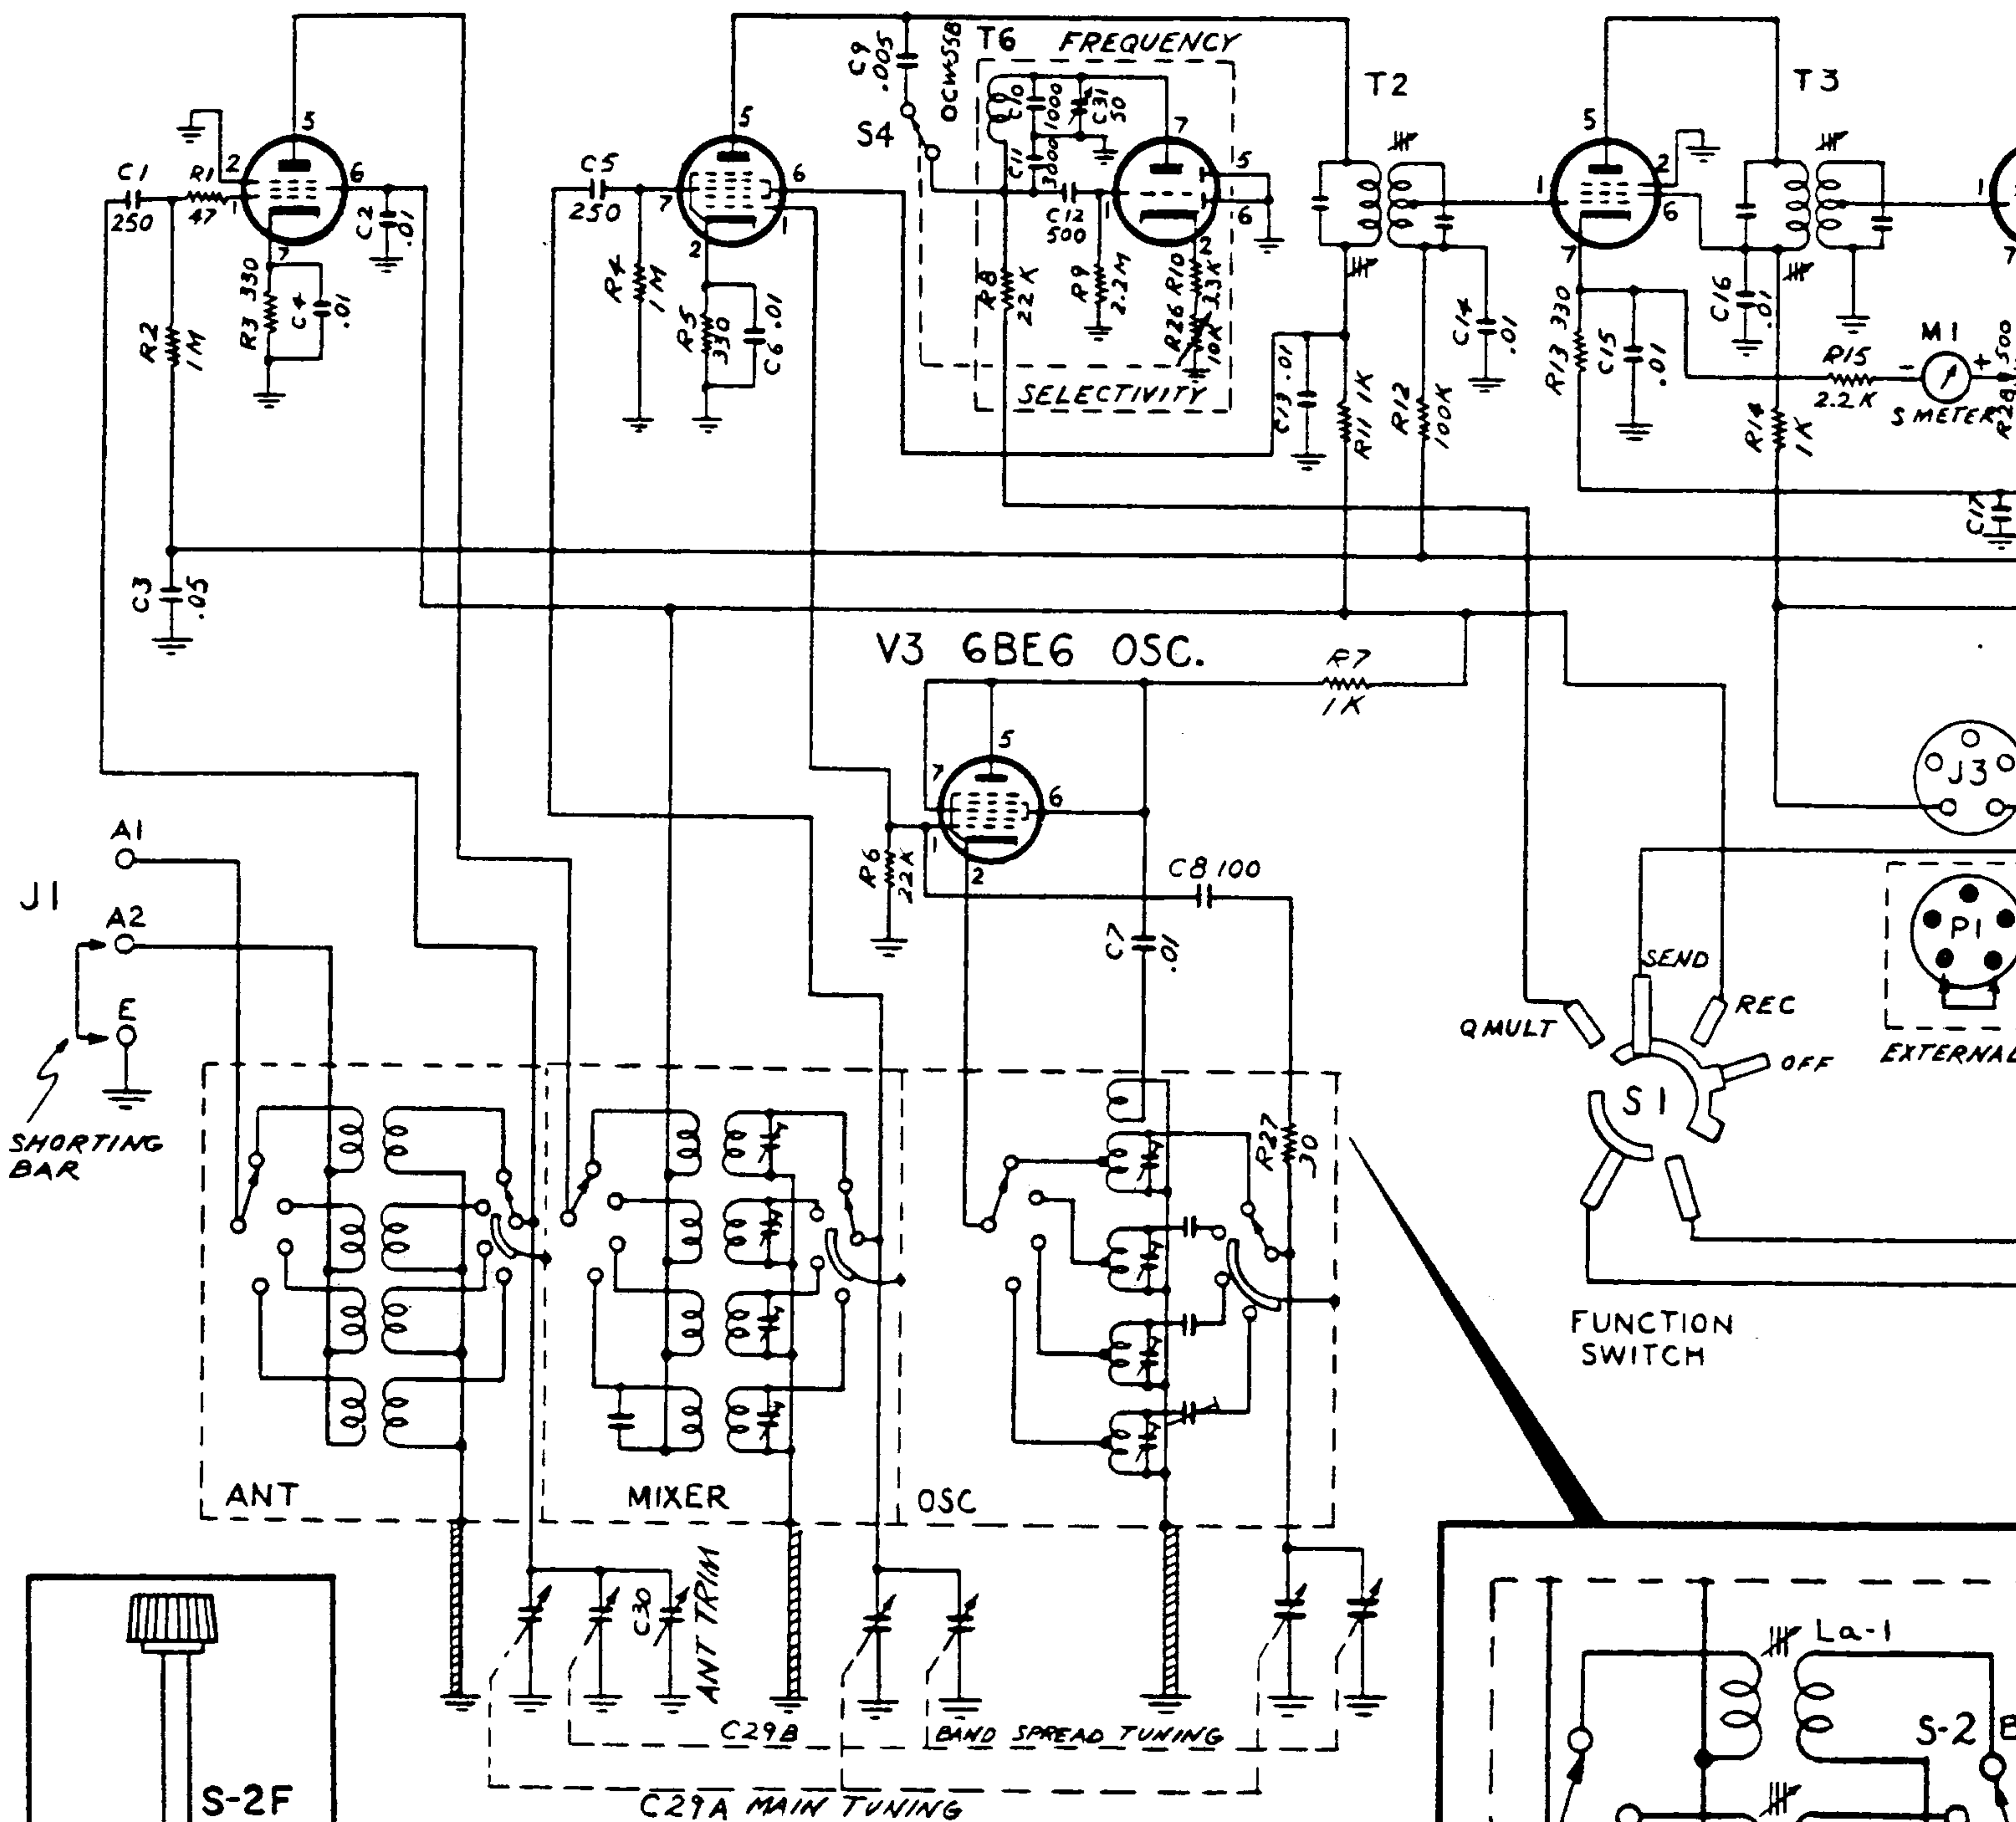 5
2
6
1
7
C1
250
R1
47
C2
.01
R3 330
C4
.01
R2
1M
C3
.05
5
7
6
1
2
C5
250
R4
1M
R5
330
C6 .01
C9
.005
S4
OCWSSB
T6
FREQUENCY
C10
1000
C31
50
C11
3000
C12
500
7
5
6
1
2
R8
22K
R9
2.2M
R10
3.3K
R26
10K
SELECTIVITY
T2
C13 .01
R11 1K
R12
100K
C14
.01
T3
5
1
2
6
7
R13 330
C15
.01
C16
.01
R14
1K
R15
2.2K
M1
-
+
S METER
R28 500
7
C17
V3 6BE6 OSC.
R7
1K
5
7
6
1
2
R6
22K
C8 100
C7
.01
J3
P1
EXTERNAL
SEND
REC
QMULT
OFF
S1
FUNCTION
SWITCH
J1
A1
A2
E
SHORTING
BAR
R27
30
ANT
MIXER
OSC
C30
ANT TRIM
C29B
BAND SPREAD TUNING
C29A MAIN TUNING
S-2F
La-1
S-2 B